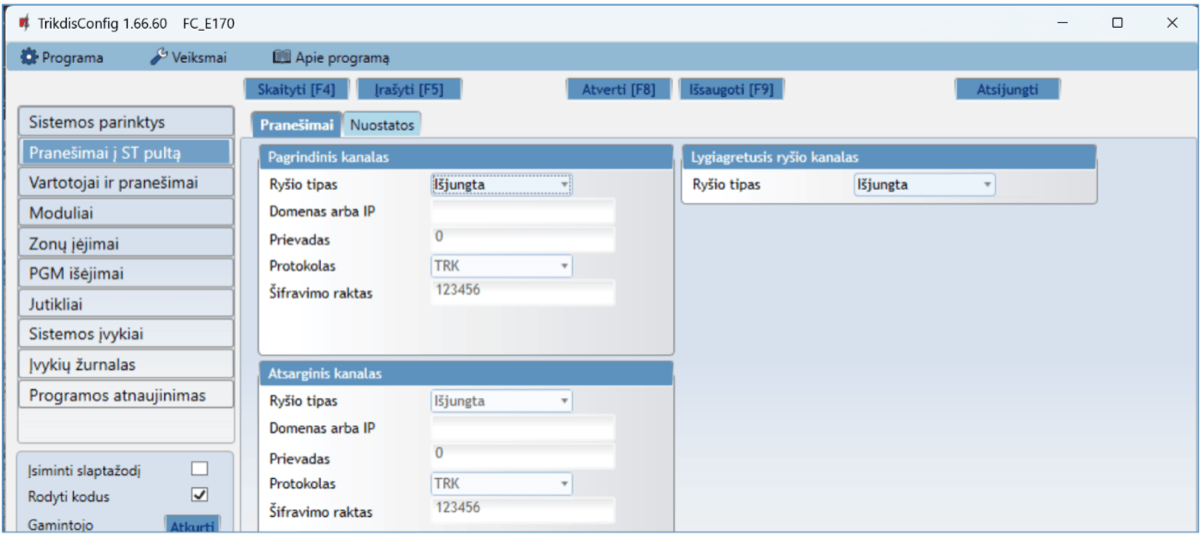 TrikdisConfig 1.66.60 FC_E170
Programa Veiksmai Apie programą
Skaityti [F4] Įrašyti [F5] Atverti [F8] Išsaugoti [F9] Atsijungti
Sistemos parinktys
Pranešimai į ST pultą
Vartotojai ir pranešimai
Moduliai
Zonų įėjimai
PGM išėjimai
Jutikliai
Sistemos įvykiai
Įvykių žurnalas
Programos atnaujinimas
Įsiminti slaptažodį
Rodyti kodus
Gamintojo Atkurti
Pranešimai Nuostatos
Pagrindinis kanalas
Ryšio tipas Išjungta
Domenas arba IP
Prievadas 0
Protokolas TRK
Šifravimo raktas 123456
Atsarginis kanalas
Ryšio tipas Išjungta
Domenas arba IP
Prievadas 0
Protokolas TRK
Šifravimo raktas 123456
Lygiagretusis ryšio kanalas
Ryšio tipas Išjungta